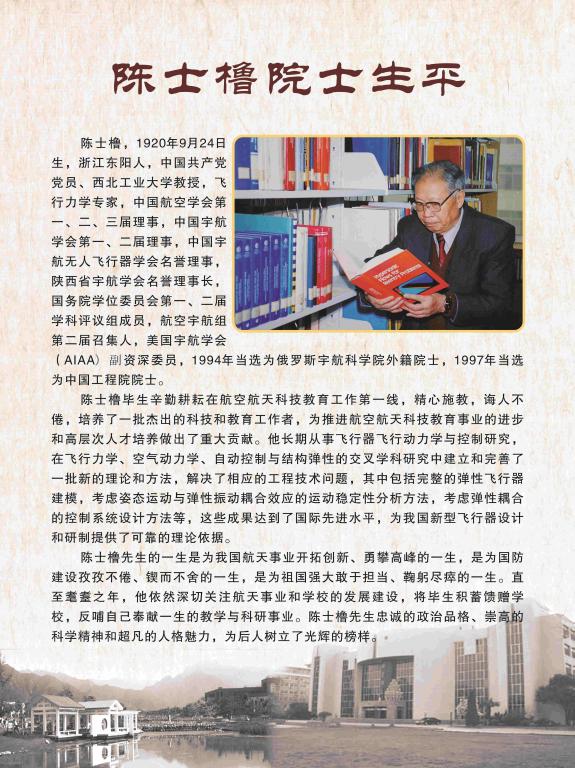 陈士橹院士生平
陈士橹，1920年9月24日
生，浙江东阳人，中国共产党
党员、西北工业大学教授，飞
行力学专家，中国航空学会第
一、二、三届理事，中国宇航
学会第一、二届理事，中国宇
航无人飞行器学会名誉理事，
陕西省宇航学会名誉理事长，
国务院学位委员会第一、二届
学科评议组成员，航空宇航组
第二届召集人，美国宇航学会
（AIAA）副资深委员，1994年当选为俄罗斯宇航科学院外籍院士，1997年当选
为中国工程院院士。
陈士橹毕生辛勤耕耘在航空航天科技教育工作第一线，精心施教，诲人不
倦，培养了一批杰出的科技和教育工作者，为推进航空航天科技教育事业的进步
和高层次人才培养做出了重大贡献。他长期从事飞行器飞行动力学与控制研究，
在飞行力学、空气动力学、自动控制与结构弹性的交叉学科研究中建立和完善了
一批新的理论和方法，解决了相应的工程技术问题，其中包括完整的弹性飞行器
建模，考虑姿态运动与弹性振动耦合效应的运动稳定性分析方法，考虑弹性耦合
的控制系统设计方法等，这些成果达到了国际先进水平，为我国新型飞行器设计
和研制提供了可靠的理论依据。
陈士橹先生的一生是为我国航天事业开拓创新、勇攀高峰的一生，是为国防
建设孜孜不倦、锲而不舍的一生，是为祖国强大敢于担当、鞠躬尽瘁的一生。直
至耄耋之年，他依然深切关注航天事业和学校的发展建设，将毕生积蓄馈赠学
校，反哺自己奉献一生的教学与科研事业。陈士橹先生忠诚的政治品格、崇高的
科学精神和超凡的人格魅力，为后人树立了光辉的榜样。
Hypersonic
Flows for
Reentry Problems